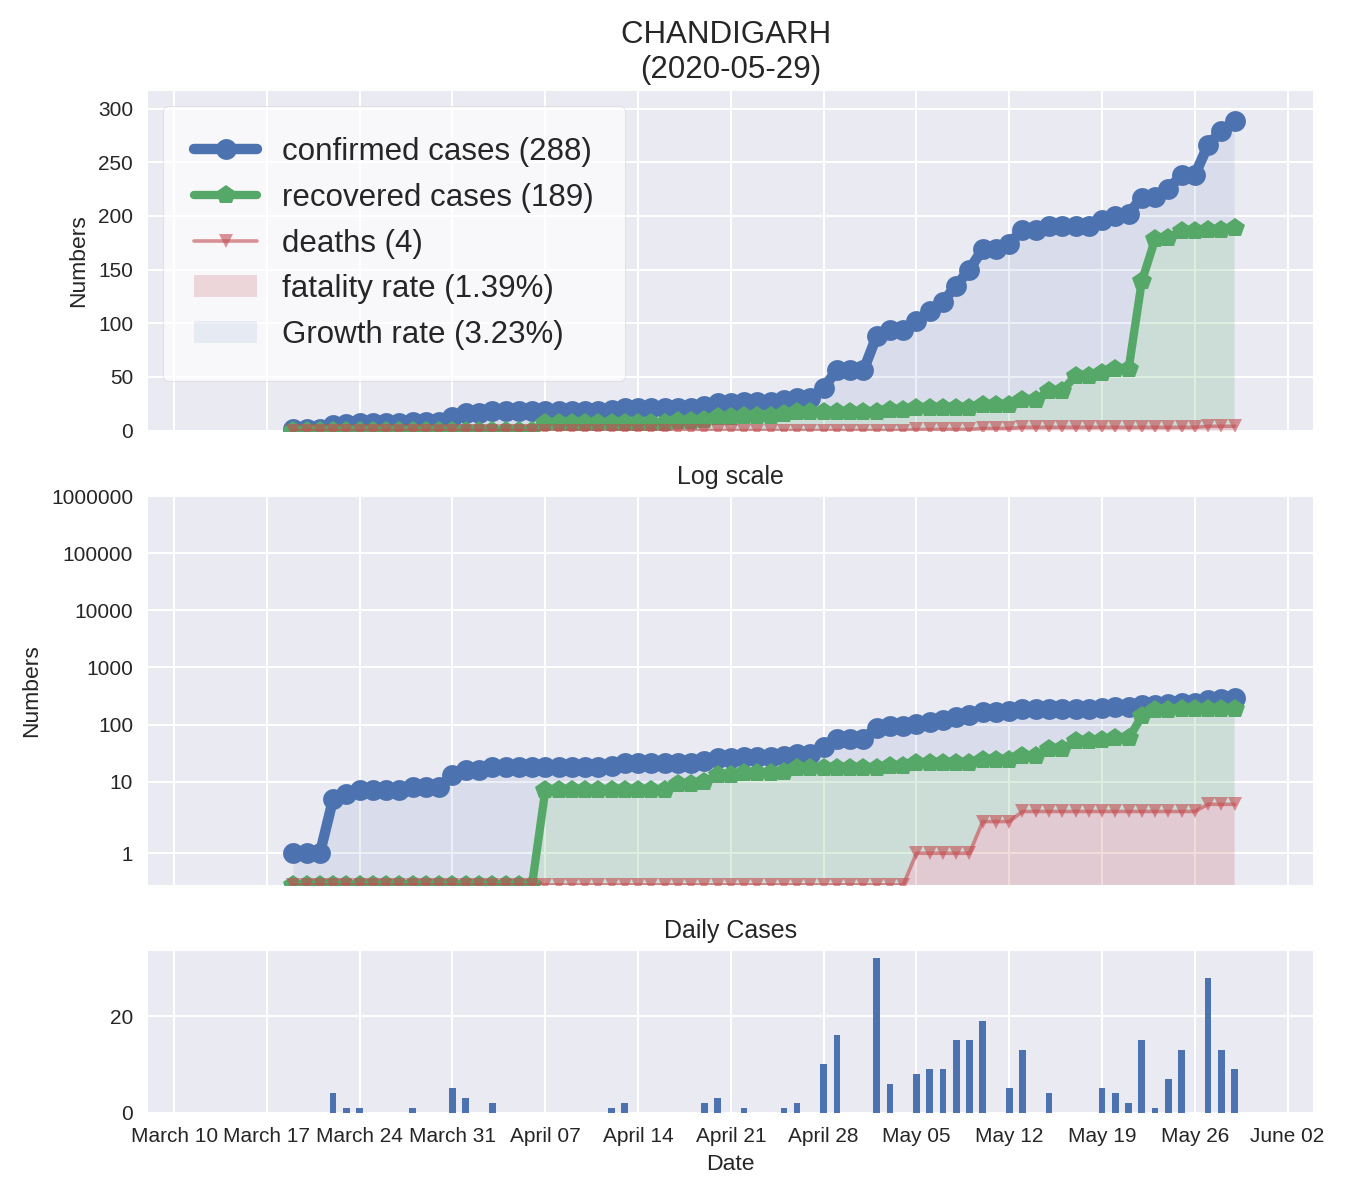 CHANDIGARH
(2020-05-29)
300
250
200
150
100
50
0
Numbers
confirmed cases (288)
recovered cases (189)
deaths (4)
fatality rate (1.39%)
Growth rate (3.23%)
Log scale
1000000
100000
10000
1000
100
10
1
Numbers
Daily Cases
20
0
March 10 March 17 March 24 March 31 April 07 April 14 April 21 April 28 May 05 May 12 May 19 May 26 June 02
Date